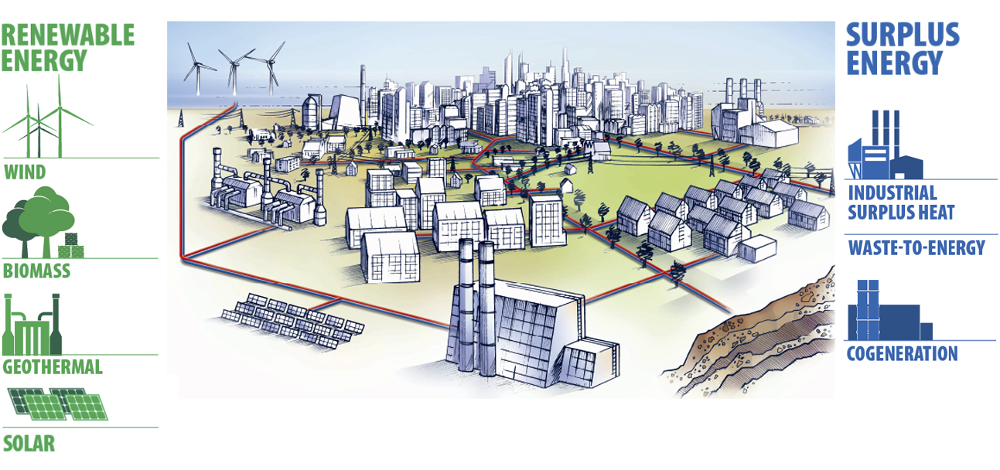 RENEWABLE
ENERGY
WIND
BIOMASS
GEOTHERMAL
SOLAR
SURPLUS
ENERGY
INDUSTRIAL
SURPLUS HEAT
WASTE-TO-ENERGY
COGENERATION